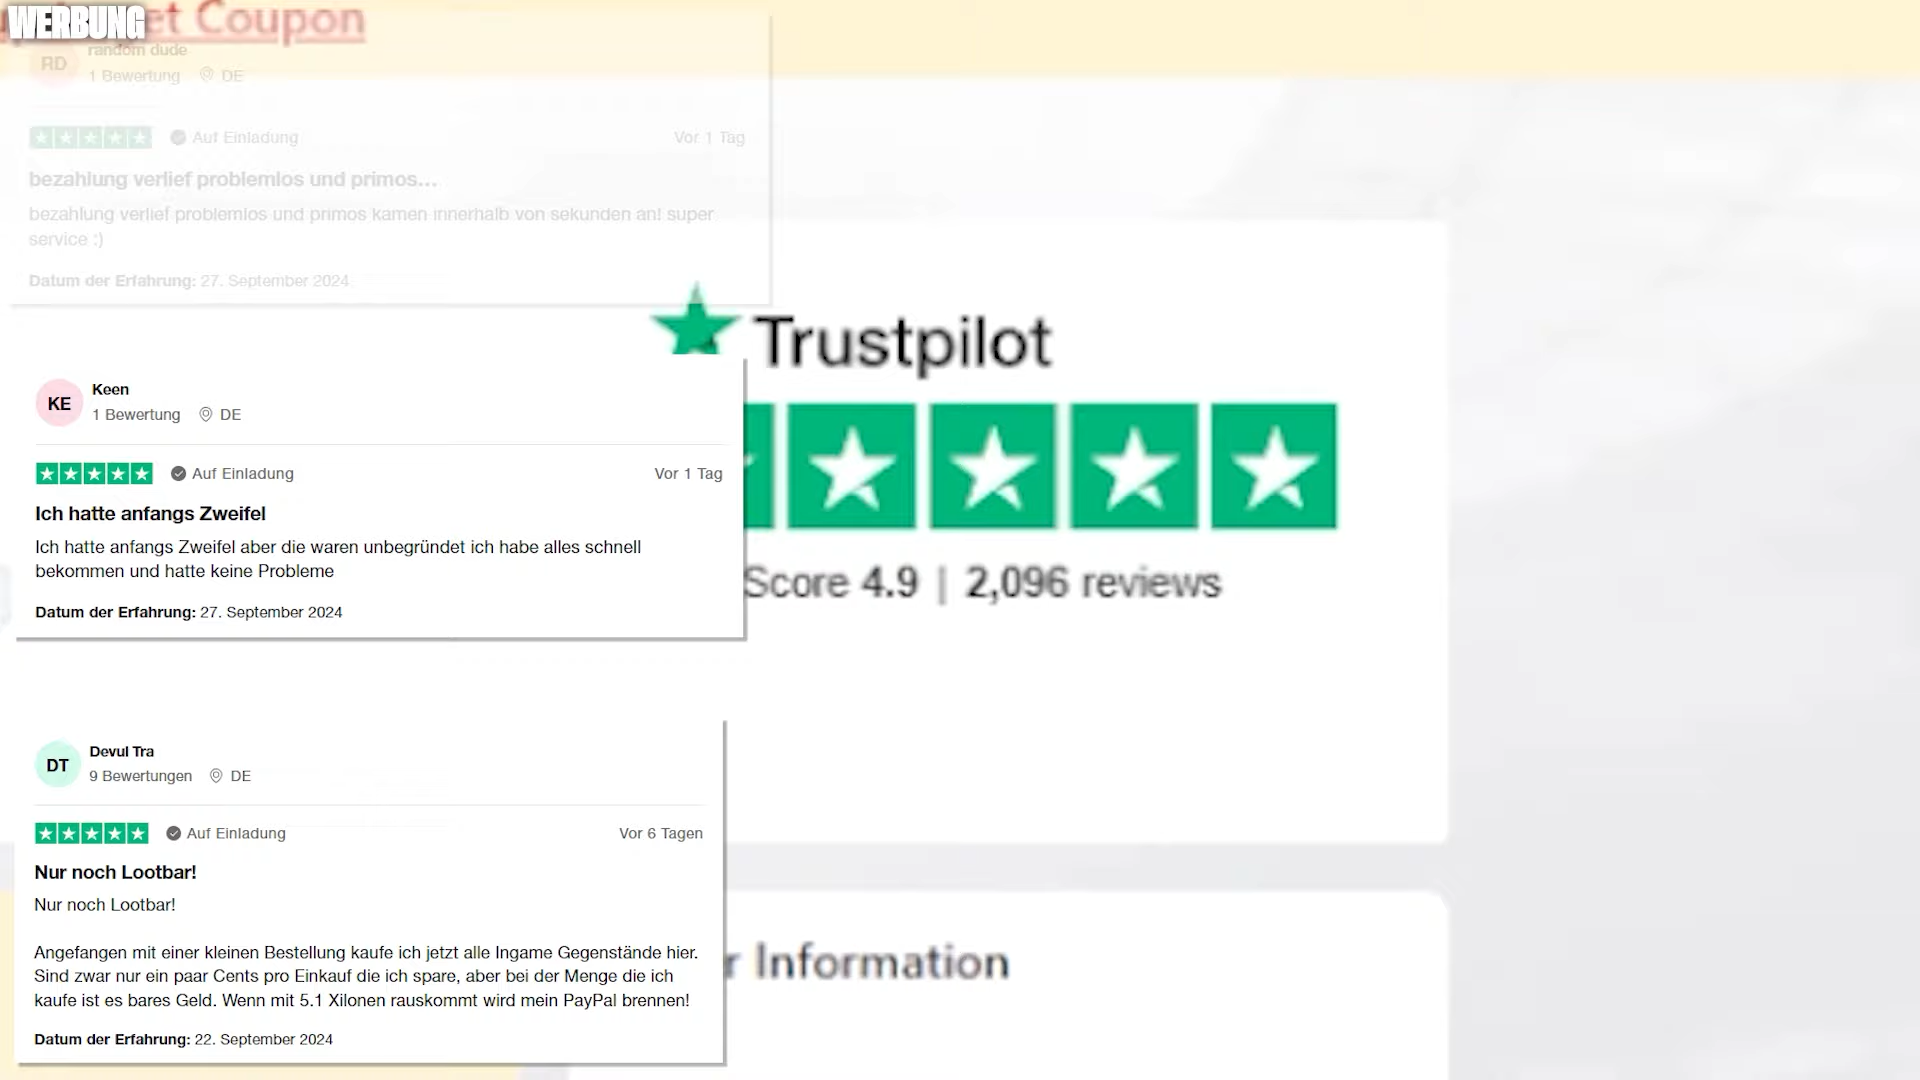 WERBUNG
et Coupon
RD
random dude
1 Bewertung DE
Auf Einladung
Vor 1 Tag
bezahlung verlief problemlos und primos...
bezahlung verlief problemlos und primos kamen innerhalb von sekunden an! super
service :)
Datum der Erfahrung: 27. September 2024
Trustpilot
Score 4.9 | 2,096 reviews
KE
Keen
1 Bewertung DE
Auf Einladung
Vor 1 Tag
Ich hatte anfangs Zweifel
Ich hatte anfangs Zweifel aber die waren unbegründet ich habe alles schnell
bekommen und hatte keine Probleme
Datum der Erfahrung: 27. September 2024
DT
Devul Tra
9 Bewertungen DE
Auf Einladung
Vor 6 Tagen
Nur noch Lootbar!
Nur noch Lootbar!
Angefangen mit einer kleinen Bestellung kaufe ich jetzt alle Ingame Gegenstände hier.
Sind zwar nur ein paar Cents pro Einkauf die ich spare, aber bei der Menge die ich
kaufe ist es bares Geld. Wenn mit 5.1 Xilonen rauskommt wird mein PayPal brennen!
Datum der Erfahrung: 22. September 2024
r Information